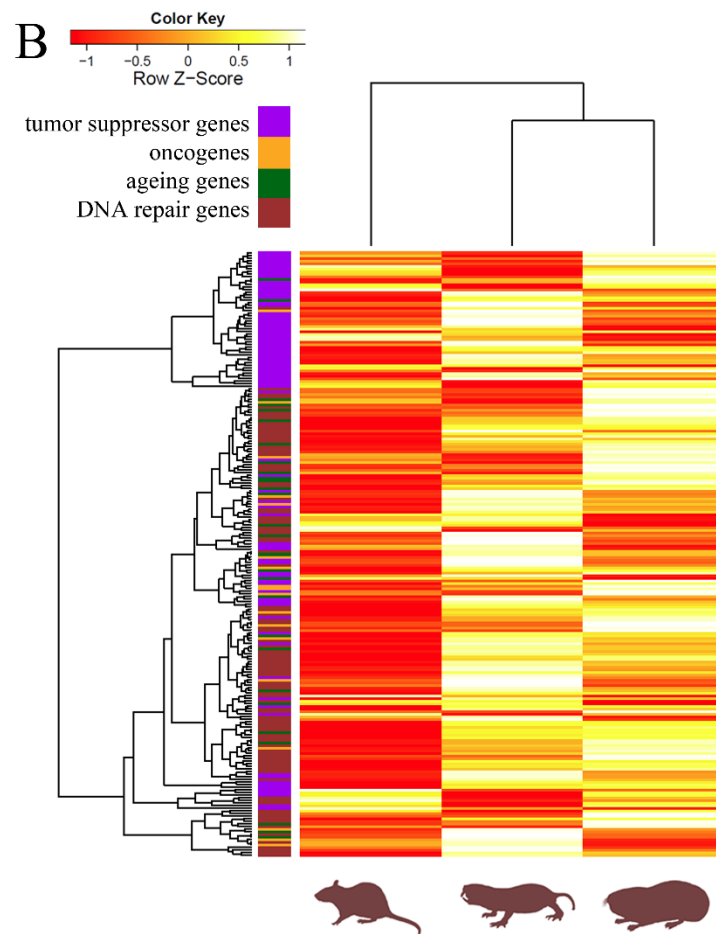 B
Color Key
−1 −0.5 0 0.5 1
Row Z−Score
tumor suppressor genes
oncogenes
ageing genes
DNA repair genes